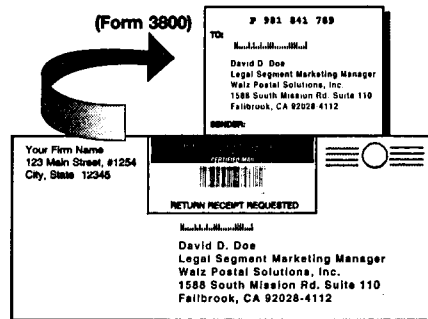 (Form 3800)
P 981 841 789
TO:
David D. Doe
Legal Segment Marketing Manager
Walz Postal Solutions, Inc.
1588 South Mission Rd. Suite 110
Fallbrook, CA 92028-4112
SENDER:
Your Firm Name
123 Main Street, #1254
City, State 12345
CERTIFIED MAIL
RETURN RECEIPT REQUESTED
David D. Doe
Legal Segment Marketing Manager
Walz Postal Solutions, Inc.
1588 South Mission Rd. Suite 110
Fallbrook, CA 92028-4112